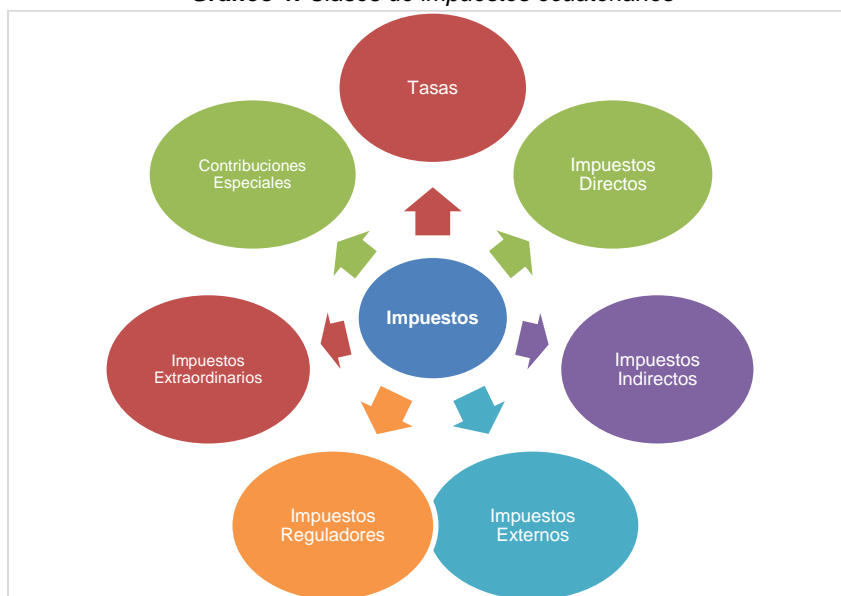 Tasas
Contribuciones
Especiales
Impuestos
Directos
Impuestos
Impuestos
Extraordinarios
Impuestos
Indirectos
Impuestos
Reguladores
Impuestos
Externos